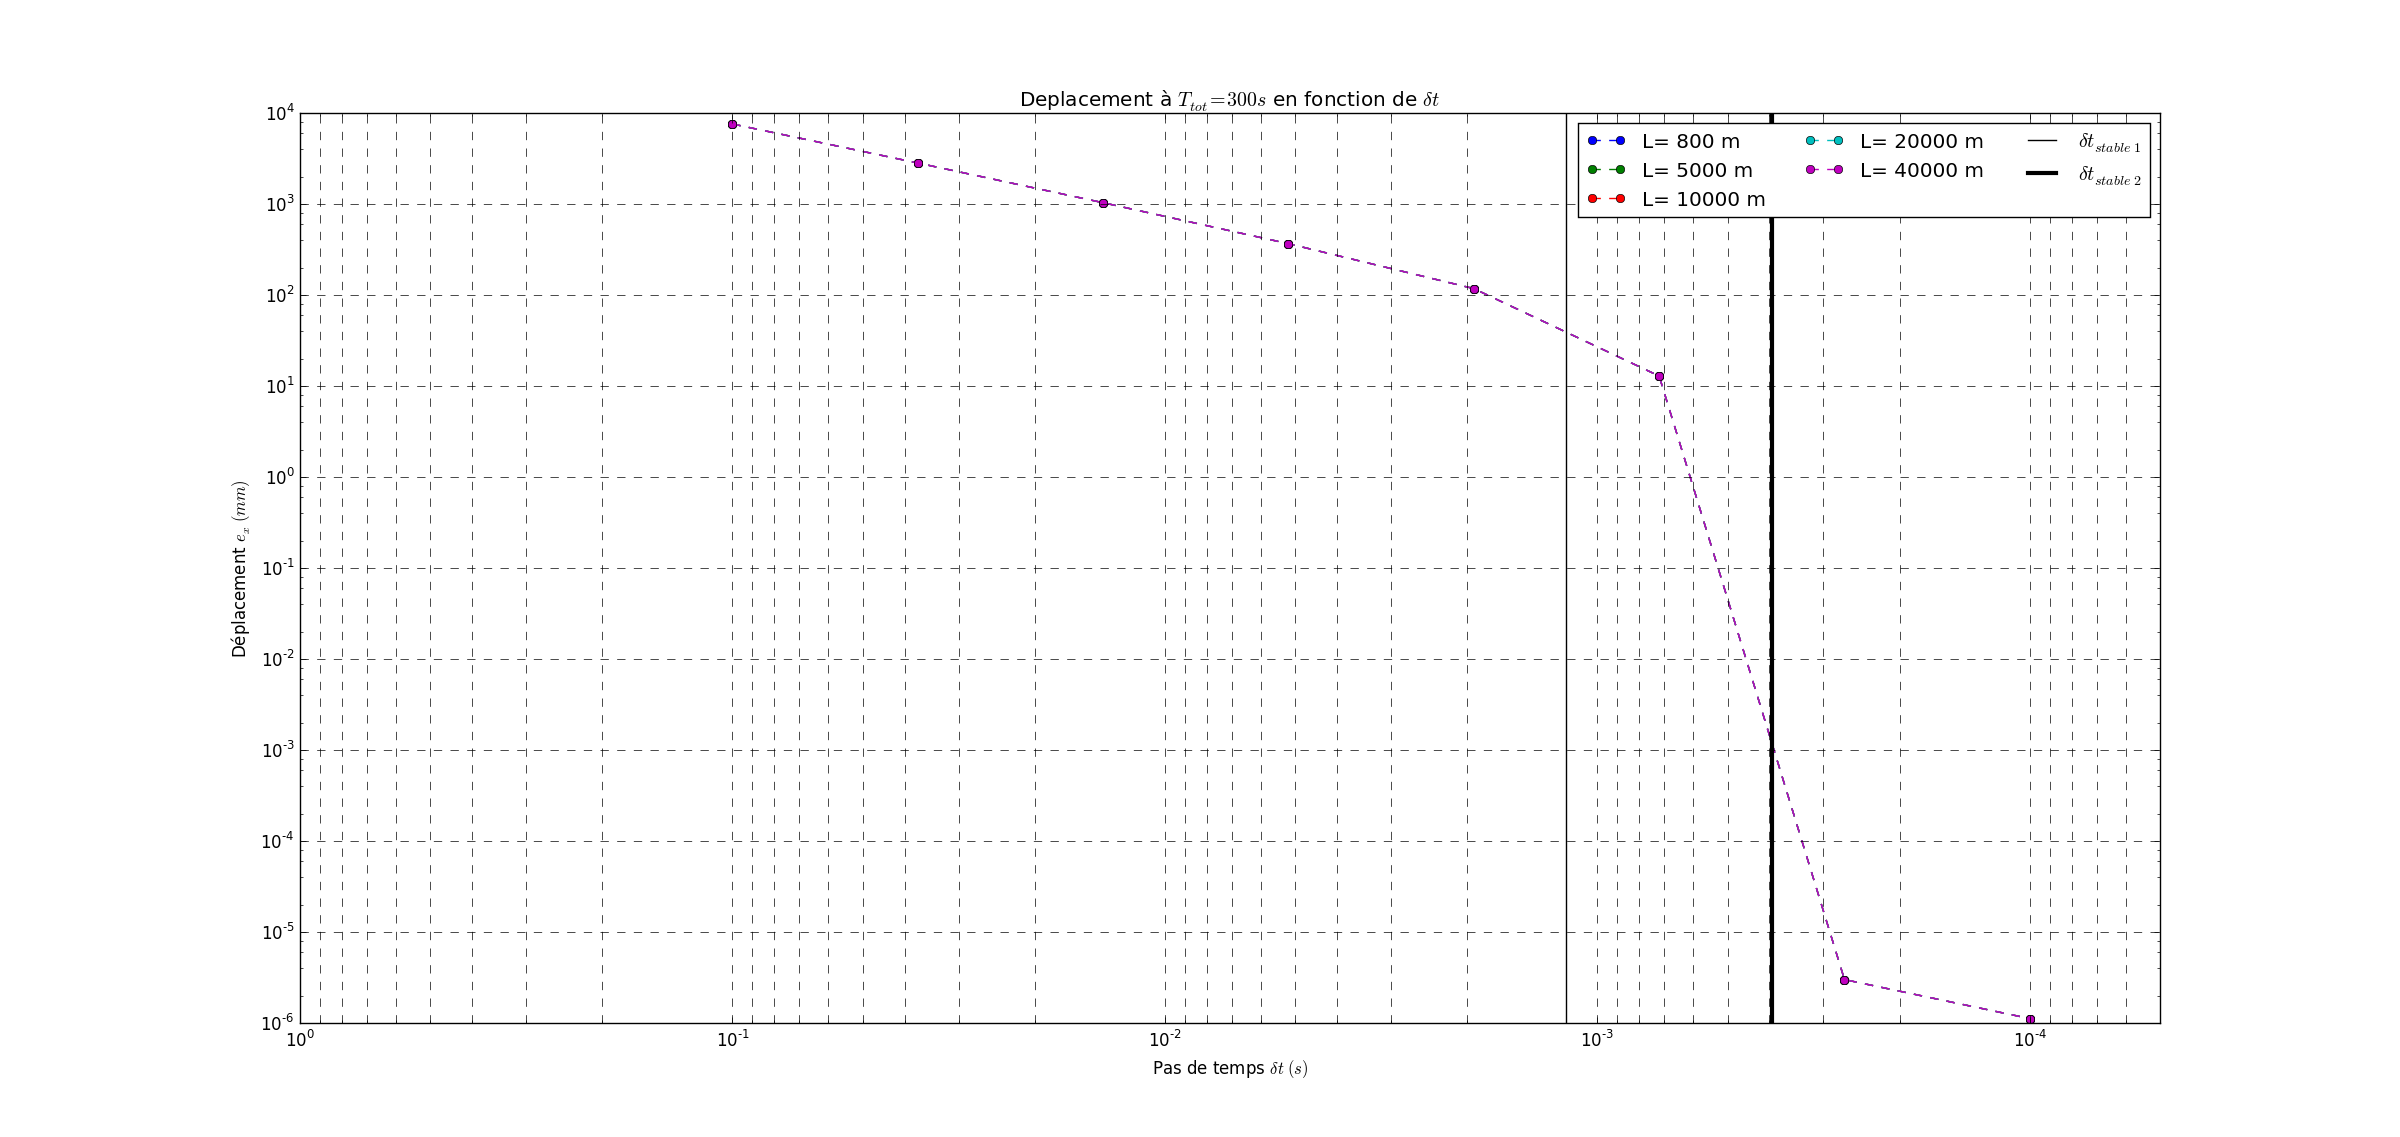 Deplacement à T_tot=300s en fonction de δt
10^4
10^3
10^2
10^1
10^0
10^-1
10^-2
10^-3
10^-4
10^-5
10^-6
Déplacement e_x (mm)
L= 800 m
L= 5000 m
L= 10000 m
L= 20000 m
L= 40000 m
δt_stable 1
δt_stable 2
10^0 10^-1 10^-2 10^-3 10^-4
Pas de temps δt (s)